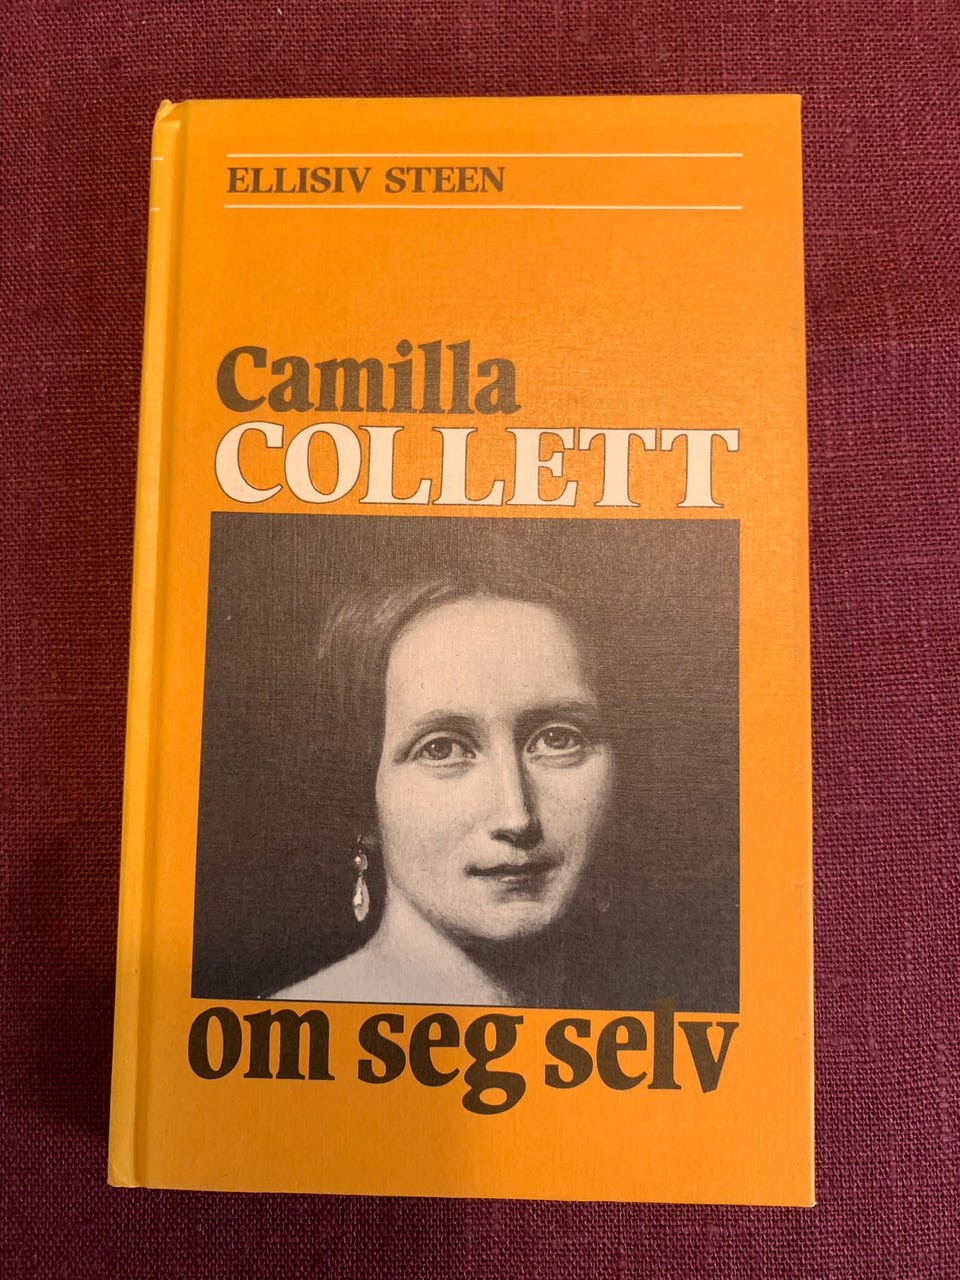 ELLISIV STEEN
Camilla
COLLETT
om seg selv